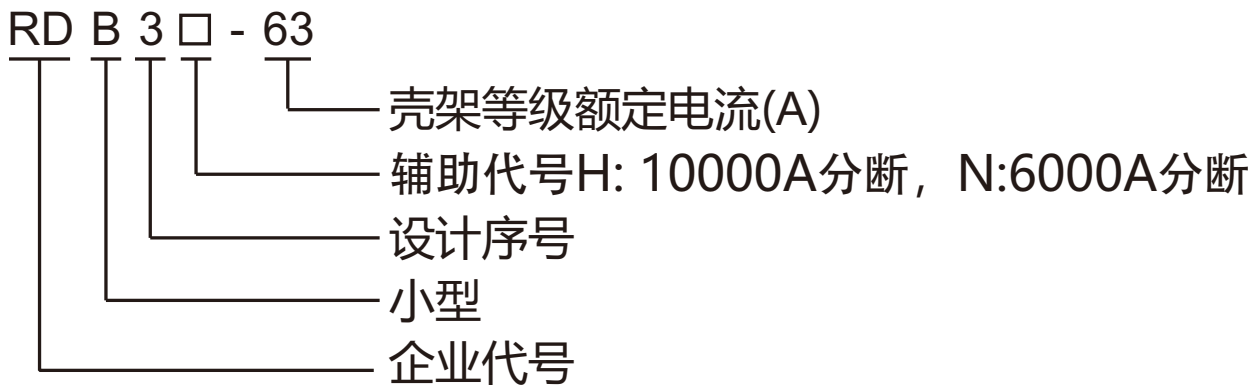 RD B 3 □ - 63
壳架等级额定电流(A)
辅助代号H: 10000A分断，N:6000A分断
设计序号
小型
企业代号